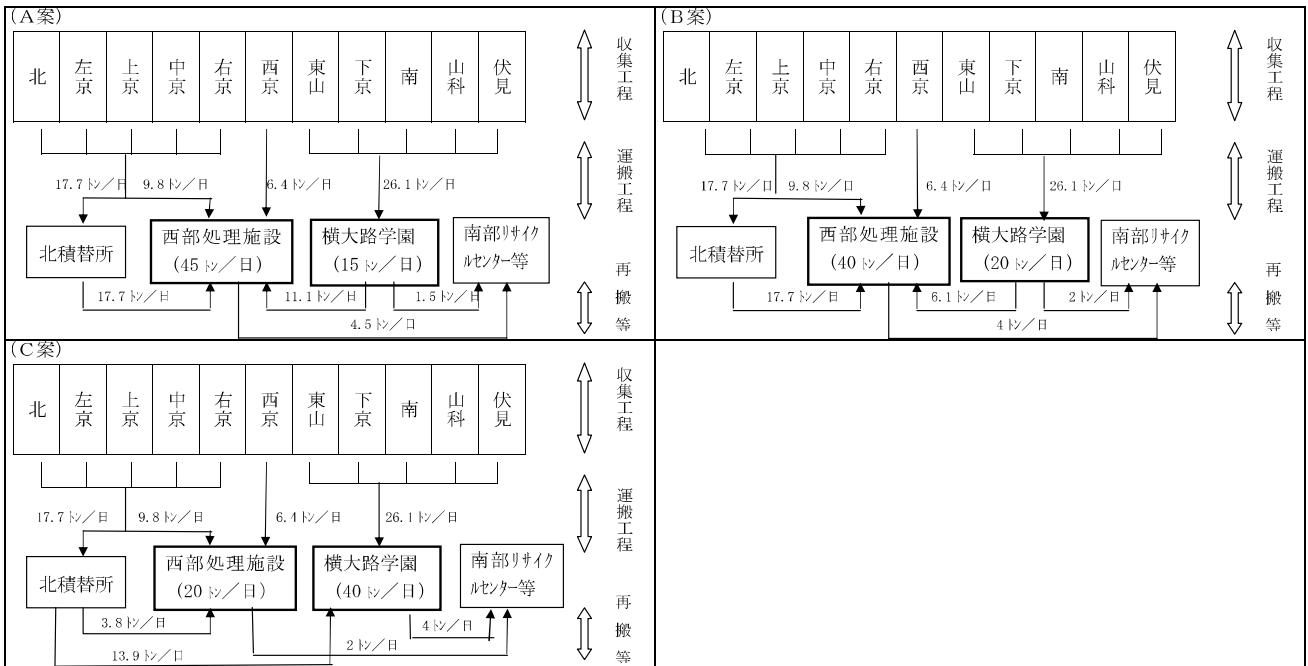 (A案)
北 左京 上京 中京 右京 西京 東山 下京 南 山科 伏見
収集工程
運搬工程
17.7トン/日 9.8トン/日 6.4トン/日 26.1トン/日
北積替所
西部処理施設
(45トン/日)
横大路学園
(15トン/日)
南部リサイク
ルセンター等
再搬等
17.7トン/日 11.1トン/日 1.5トン/日
4.5トン/口
(B案)
北 左京 上京 中京 右京 西京 東山 下京 南 山科 伏見
収集工程
運搬工程
17.7トン/口 9.8トン/口 6.4トン/口 26.1トン/口
北積替所
西部処理施設
(40トン/日)
横大路学園
(20トン/日)
南部リサイク
ルセンター等
再搬等
17.7トン/日 6.1トン/日 2トン/日
4トン/日
(C案)
北 左京 上京 中京 右京 西京 東山 下京 南 山科 伏見
収集工程
運搬工程
17.7トン/日 9.8トン/日 6.4トン/日 26.1トン/日
北積替所
西部処理施設
(20トン/日)
横大路学園
(40トン/日)
南部リサイク
ルセンター等
再搬等
3.8トン/日 4トン/日
2トン/日
13.9トン/口